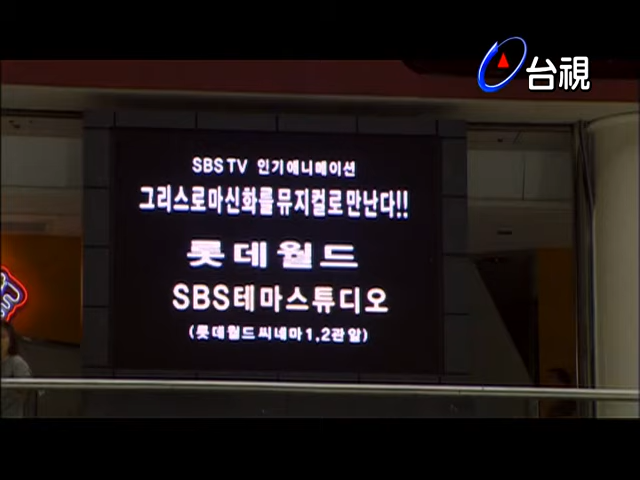 台視
SBS TV 인기애니메이션
그리스로마신화를뮤지컬로만난다!!
롯데월드
SBS테마스튜디오
(롯데월드씨네마1,2관앞)